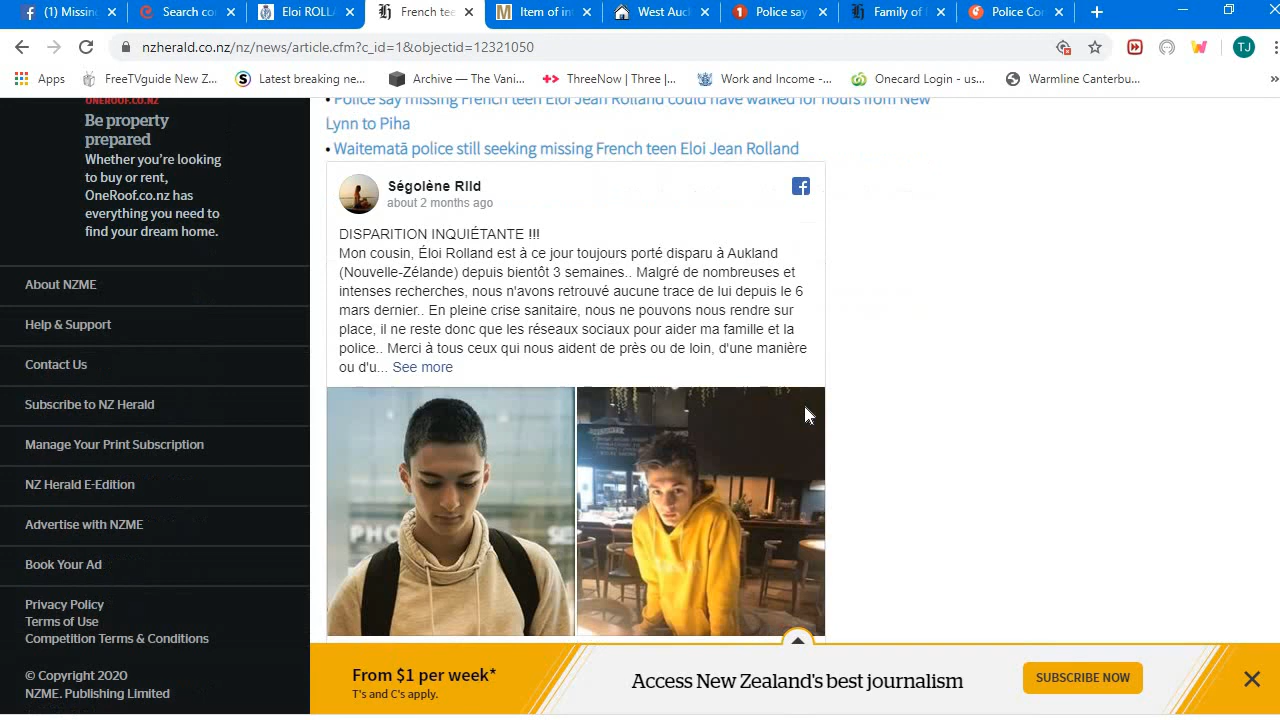 (1) Missing
Search co
Eloi ROLLA
French tee
Item of in
West Auc
Police say
Family of
Police Con
nzherald.co.nz/nz/news/article.cfm?c_id=1&objectid=12321050
TJ
Apps
FreeTVguide New Z...
Latest breaking ne...
Archive — The Vani...
ThreeNow | Three |...
Work and Income -...
Onecard Login - us...
Warmline Canterbu...
»
ONEROOF.CO.NZ
Be property
prepared
Whether you're looking
to buy or rent,
OneRoof.co.nz has
everything you need to
find your dream home.
About NZME
Help & Support
Contact Us
Subscribe to NZ Herald
Manage Your Print Subscription
NZ Herald E-Edition
Advertise with NZME
Book Your Ad
Privacy Policy
Terms of Use
Competition Terms & Conditions
© Copyright 2020
NZME. Publishing Limited
• Police say missing French teen Eloi Jean Rolland could have walked for hours from New
Lynn to Piha
• Waitematā police still seeking missing French teen Eloi Jean Rolland
Ségolène Rlld
about 2 months ago
DISPARITION INQUIÉTANTE !!!
Mon cousin, Éloi Rolland est à ce jour toujours porté disparu à Aukland
(Nouvelle-Zélande) depuis bientôt 3 semaines.. Malgré de nombreuses et
intenses recherches, nous n'avons retrouvé aucune trace de lui depuis le 6
mars dernier.. En pleine crise sanitaire, nous ne pouvons nous rendre sur
place, il ne reste donc que les réseaux sociaux pour aider ma famille et la
police.. Merci à tous ceux qui nous aident de près ou de loin, d'une manière
ou d'u... See more
PHO
SE
From $1 per week*
T's and C's apply.
Access New Zealand's best journalism
SUBSCRIBE NOW